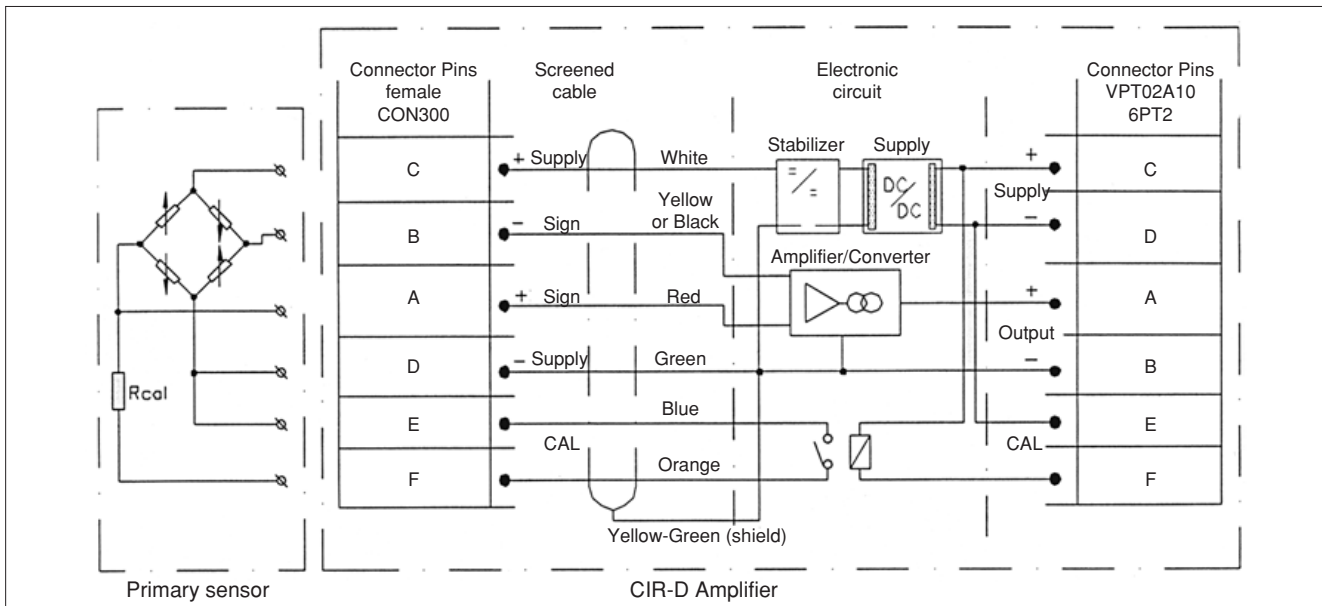 Connector Pins
female
CON300
Screened
cable
Electronic
circuit
Connector Pins
VPT02A10
6PT2
Stabilizer
Supply
C
+ Supply
White
= / =
DC / DC
+
C
Supply
B
- Sign
Yellow
or Black
-
D
Amplifier/Converter
A
+ Sign
Red
+
A
Output
D
- Supply
Green
-
B
Rcal
E
Blue
E
CAL
CAL
F
Orange
F
Yellow-Green (shield)
Primary sensor
CIR-D Amplifier